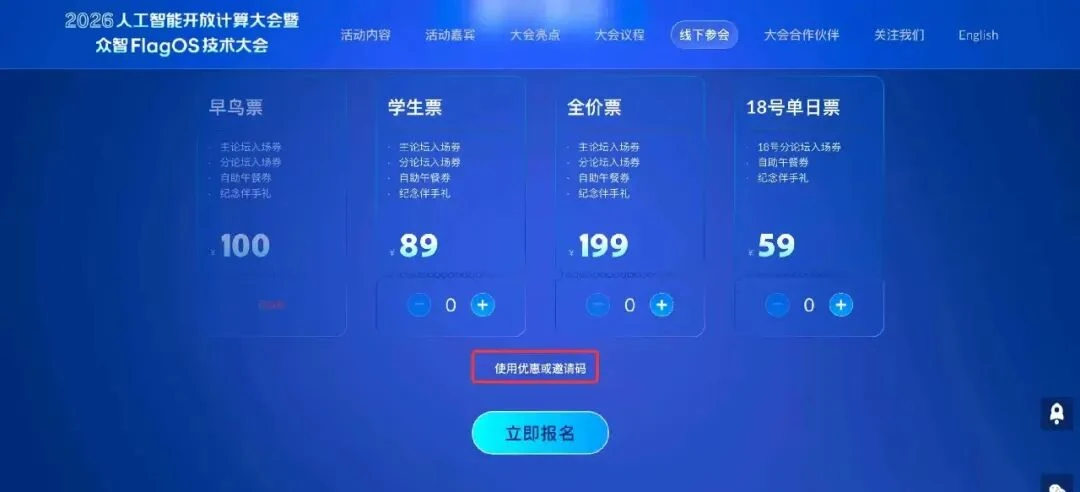 2026人工智能开放计算大会暨
众智FlagOS技术大会
活动内容 活动嘉宾 大会亮点 大会议程 线下参会 大会合作伙伴 关注我们 English
早鸟票
· 主论坛入场券
· 分论坛入场券
· 自助午餐券
· 纪念伴手礼
¥100
学生票
· 主论坛入场券
· 分论坛入场券
· 自助午餐券
· 纪念伴手礼
¥89
− 0 +
全价票
· 主论坛入场券
· 分论坛入场券
· 自助午餐券
· 纪念伴手礼
¥199
− 0 +
18号单日票
· 18号分论坛入场券
· 自助午餐券
· 纪念伴手礼
¥59
− 0 +
使用优惠或邀请码
立即报名